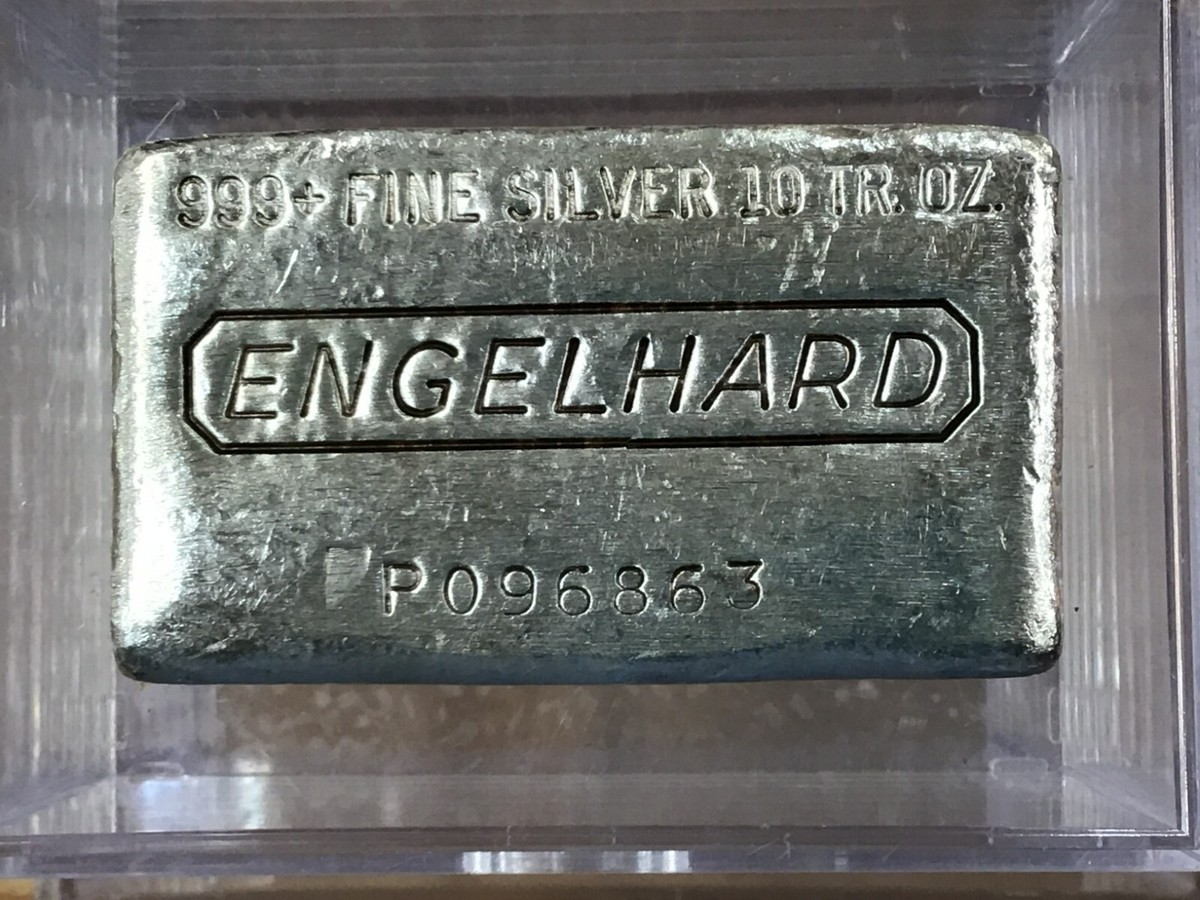 999+ FINE SILVER 10 TR. OZ.
ENGELHARD
P096863